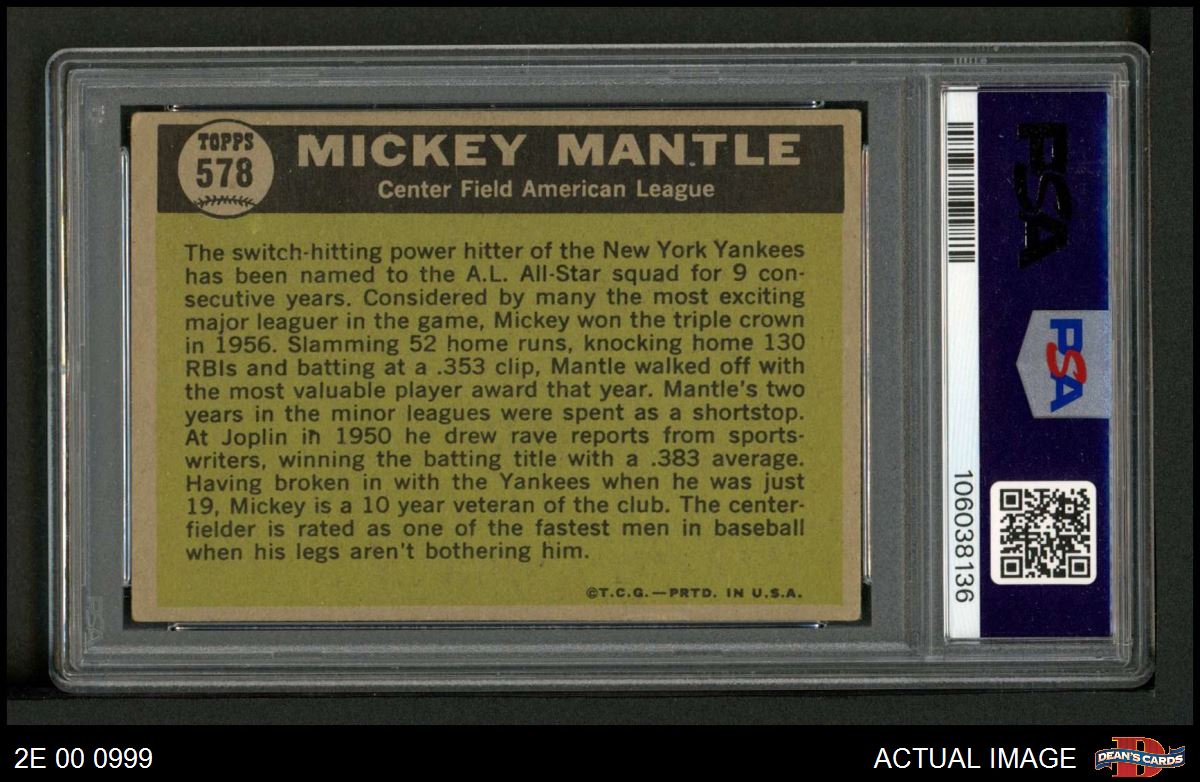 TOPPS
578
MICKEY MANTLE
Center Field American League
The switch-hitting power hitter of the New York Yankees
has been named to the A.L. All-Star squad for 9 con-
secutive years. Considered by many the most exciting
major leaguer in the game, Mickey won the triple crown
in 1956. Slamming 52 home runs, knocking home 130
RBIs and batting at a .353 clip, Mantle walked off with
the most valuable player award that year. Mantle's two
years in the minor leagues were spent as a shortstop.
At Joplin in 1950 he drew rave reports from sports-
writers, winning the batting title with a .383 average.
Having broken in with the Yankees when he was just
19, Mickey is a 10 year veteran of the club. The center-
fielder is rated as one of the fastest men in baseball
when his legs aren't bothering him.
©T.C.G.—PRTD. IN U.S.A.
PSA
PSA
106038136
PSA
2E 00 0999
ACTUAL IMAGE
D
DEAN'S CARDS